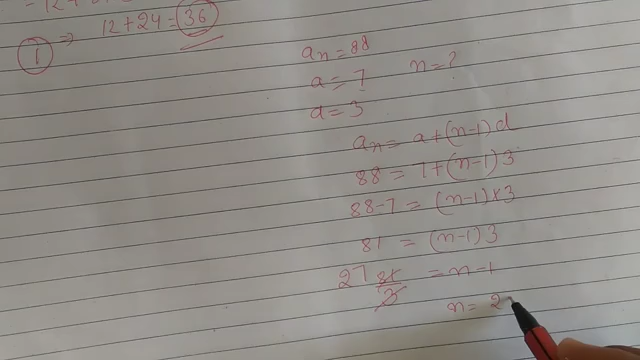 12+24=36
1 ⇒
an=88
a=7 n=?
d=3
an=a+(n-1)d
88=7+(n-1)3
88-7=(n-1)×3
81=(n-1)3
27 81/3 =n-1
n=2